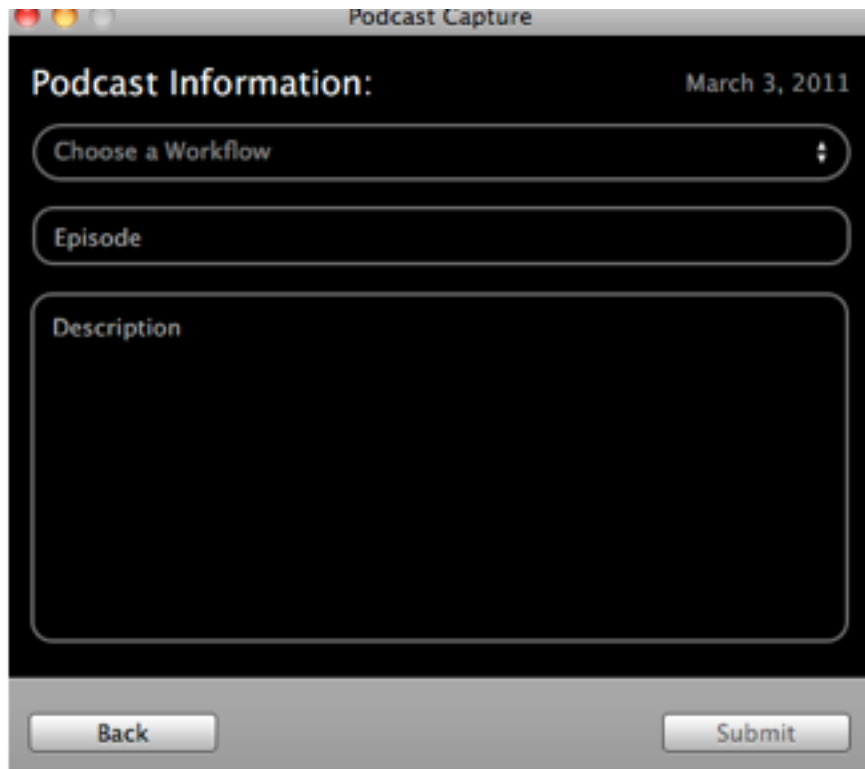 Podcast Capture
Podcast Information: March 3, 2011
Choose a Workflow
Episode
Description
Back Submit